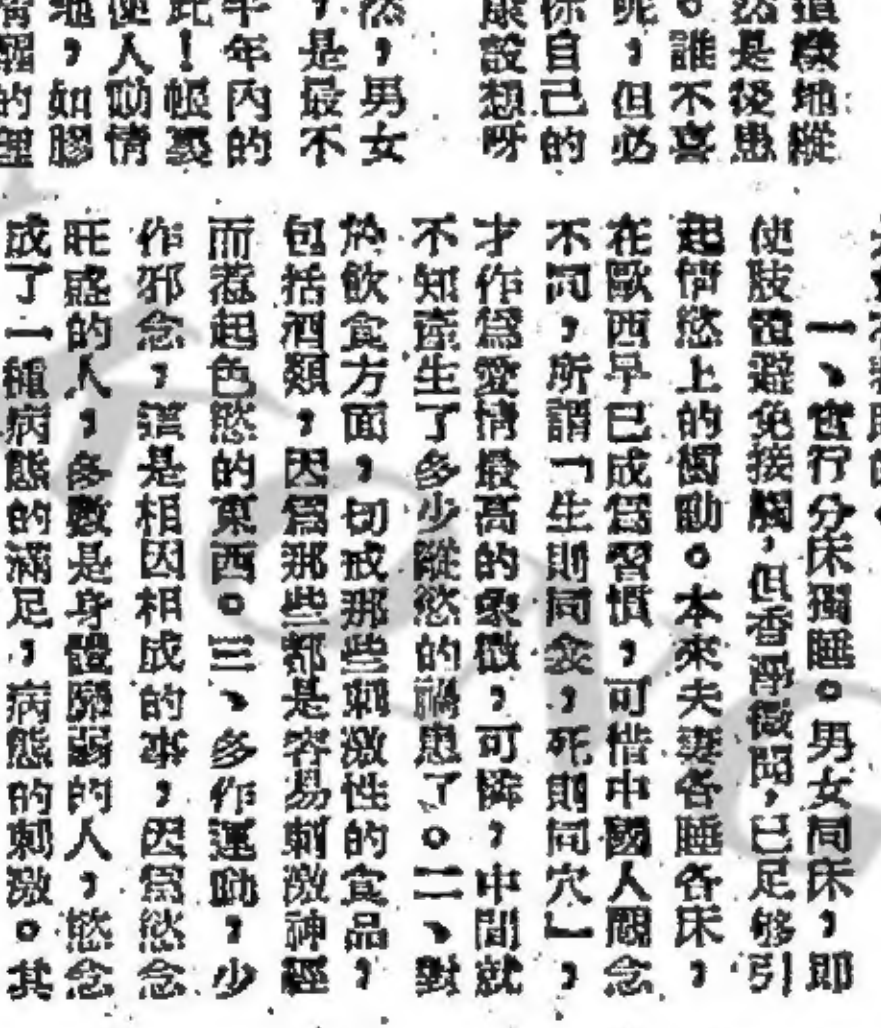 道樣地縱
然是後患
。誰不喜
呢,但必
你自己的
康設想呀
然,男女
,是最不
半年內的
此!帳裏
使人動情
地,如膠
的理
一、實行分床獨睡。男女同床,即
使肢體避免接觸,但香澤微聞,已足够引
起情慾上的衝動。本來夫妻各睡各床,
在歐西早已成爲習慣,可惜中國人觀念
不同,所謂「生則同衾,死則同穴」,
才作爲愛情最高的象徵,可憐,中間就
不知產生了多少縱慾的禍患了。二、對
於飲食方面,切戒那些刺激性的食品,
包括酒類,因爲那些都是容易刺激神經
而惹起色慾的東西。三、多作運動,少
作邪念,這是相因相成的事,因爲慾念
旺盛的人,多數是身體孱弱的人,慾念
成了一種病態的滿足,病態的刺激。其